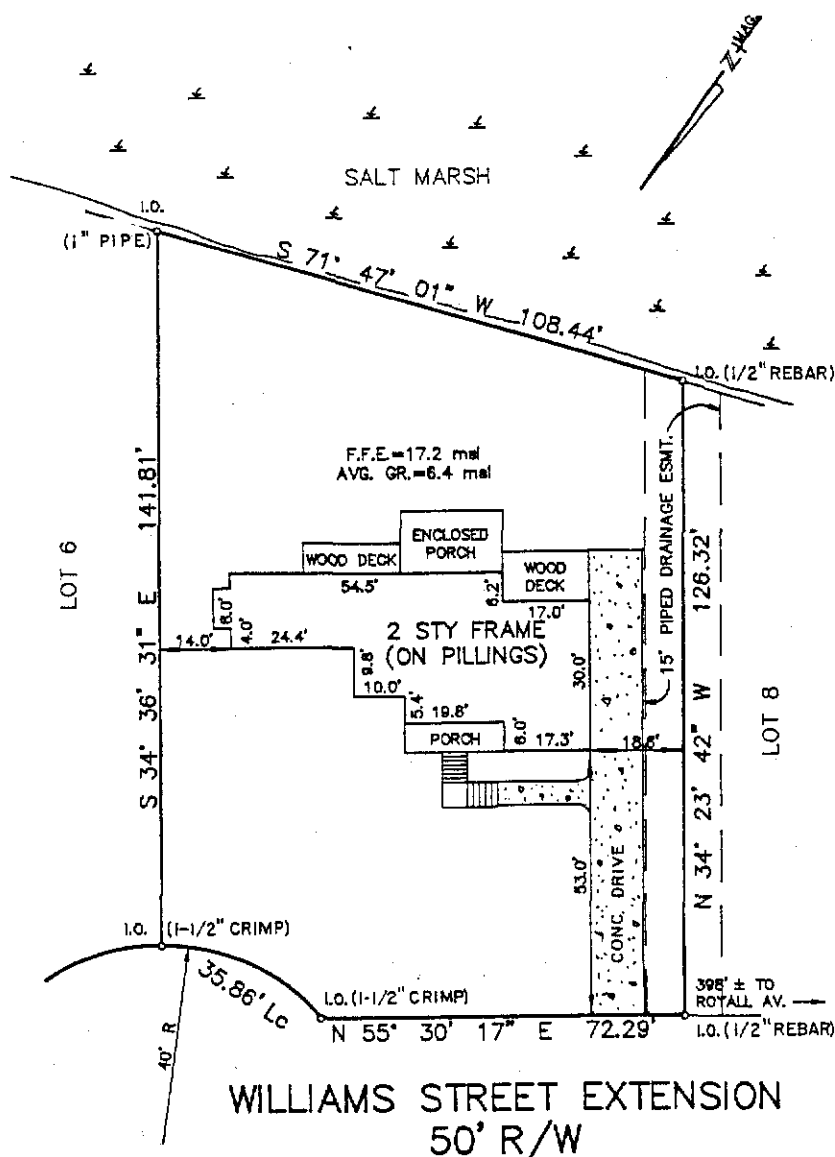 Z MAG.
SALT MARSH
I.O.
(1" PIPE)
S 71° 47' 01" W 108.44'
I.O. (1/2" REBAR)
F.F.E.=17.2 msl
AVG. GR.=6.4 msl
LOT 6
S 34° 36' 31" E 141.81'
15' PIPED DRAINAGE ESMT.
N 34° 23' 42" W 126.32'
LOT 8
ENCLOSED
PORCH
WOOD DECK
WOOD
DECK
54.5'
6.2'
17.0'
6.0'
4.0'
14.0'
24.4'
2 STY FRAME
(ON PILLINGS)
9.8'
10.0'
30.0'
5.4'
19.8'
PORCH
6.0'
17.3'
18.6'
53.0'
CONC. DRIVE
I.O. (1-1/2" CRIMP)
35.86' Lc
40' R
I.O. (1-1/2" CRIMP)
N 55° 30' 17" E 72.29'
398' ± TO
ROYALL AV.
I.O. (1/2" REBAR)
WILLIAMS STREET EXTENSION
50' R/W